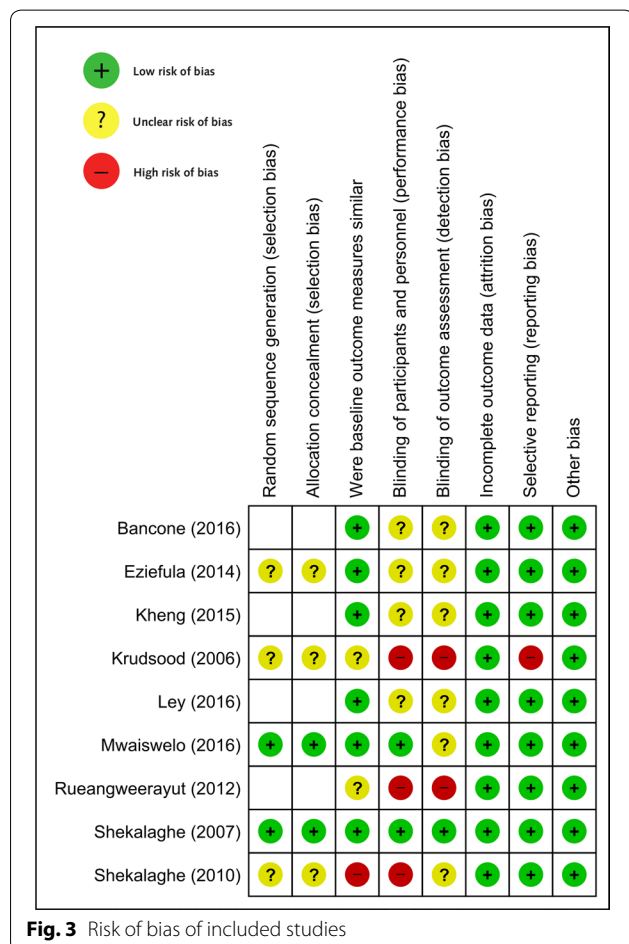 + Low risk of bias
? Unclear risk of bias
− High risk of bias
Random sequence generation (selection bias)
Allocation concealment (selection bias)
Were baseline outcome measures similar
Blinding of participants and personnel (performance bias)
Blinding of outcome assessment (detection bias)
Incomplete outcome data (attrition bias)
Selective reporting (reporting bias)
Other bias
Bancone (2016) + ? ? + + +
Eziefula (2014) ? ? + ? ? + + +
Kheng (2015) + ? ? + + +
Krudsood (2006) ? ? ? − − + − +
Ley (2016) + ? ? + + +
Mwaiswelo (2016) + + + + ? + + +
Rueangweerayut (2012) ? − − + + +
Shekalaghe (2007) + + + + + + + +
Shekalaghe (2010) ? ? − − ? + + +
Fig. 3 Risk of bias of included studies